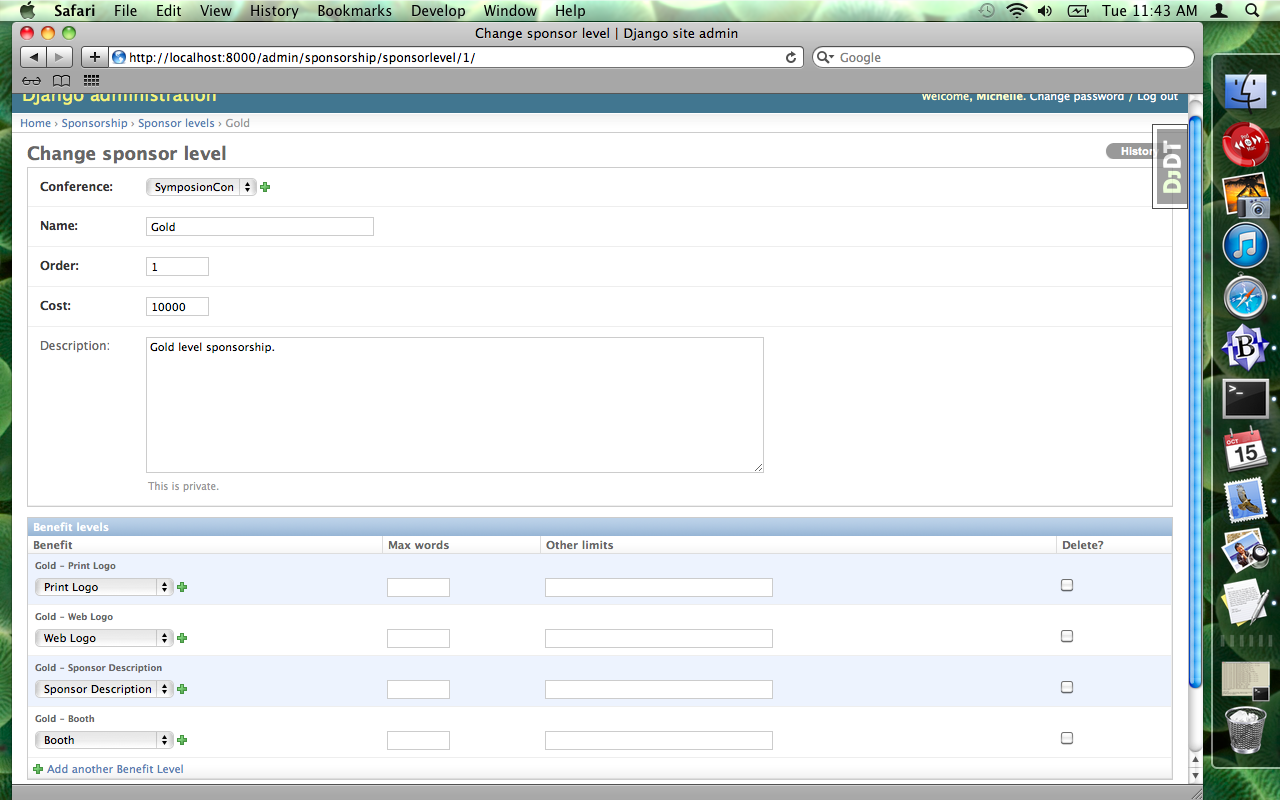 Safari File Edit View History Bookmarks Develop Window Help Tue 11:43 AM
Change sponsor level | Django site admin
http://localhost:8000/admin/sponsorship/sponsorlevel/1/ Google
Django administration Welcome, Michelle. Change password / Log out
Home › Sponsorship › Sponsor levels › Gold
Change sponsor level History
DJDT
Conference: SymposionCon
Name: Gold
Order: 1
Cost: 10000
Description: Gold level sponsorship.
This is private.
Benefit levels
Benefit Max words Other limits Delete?
Gold – Print Logo
Print Logo
Gold – Web Logo
Web Logo
Gold – Sponsor Description
Sponsor Description
Gold – Booth
Booth
Add another Benefit Level
B
>_
OCT
15